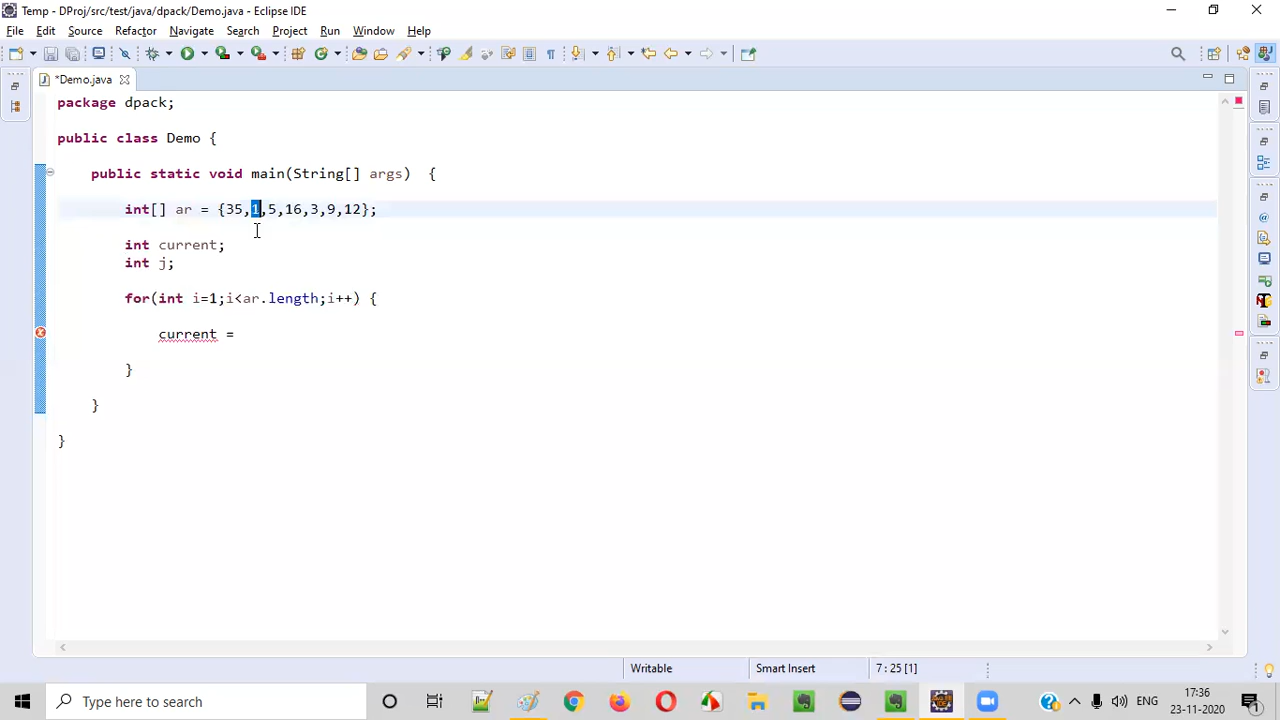 Temp - DProj/src/test/java/dpack/Demo.java - Eclipse IDE
File Edit Source Refactor Navigate Search Project Run Window Help
*Demo.java
package dpack;
public class Demo {
public static void main(String[] args)  {
int[] ar = {35,1,5,16,3,9,12};
int current;
int j;
for(int i=1;i<ar.length;i++) {
current =
}
}
}
Writable Smart Insert 7 : 25 [1]
Type here to search
ENG
17:36
23-11-2020